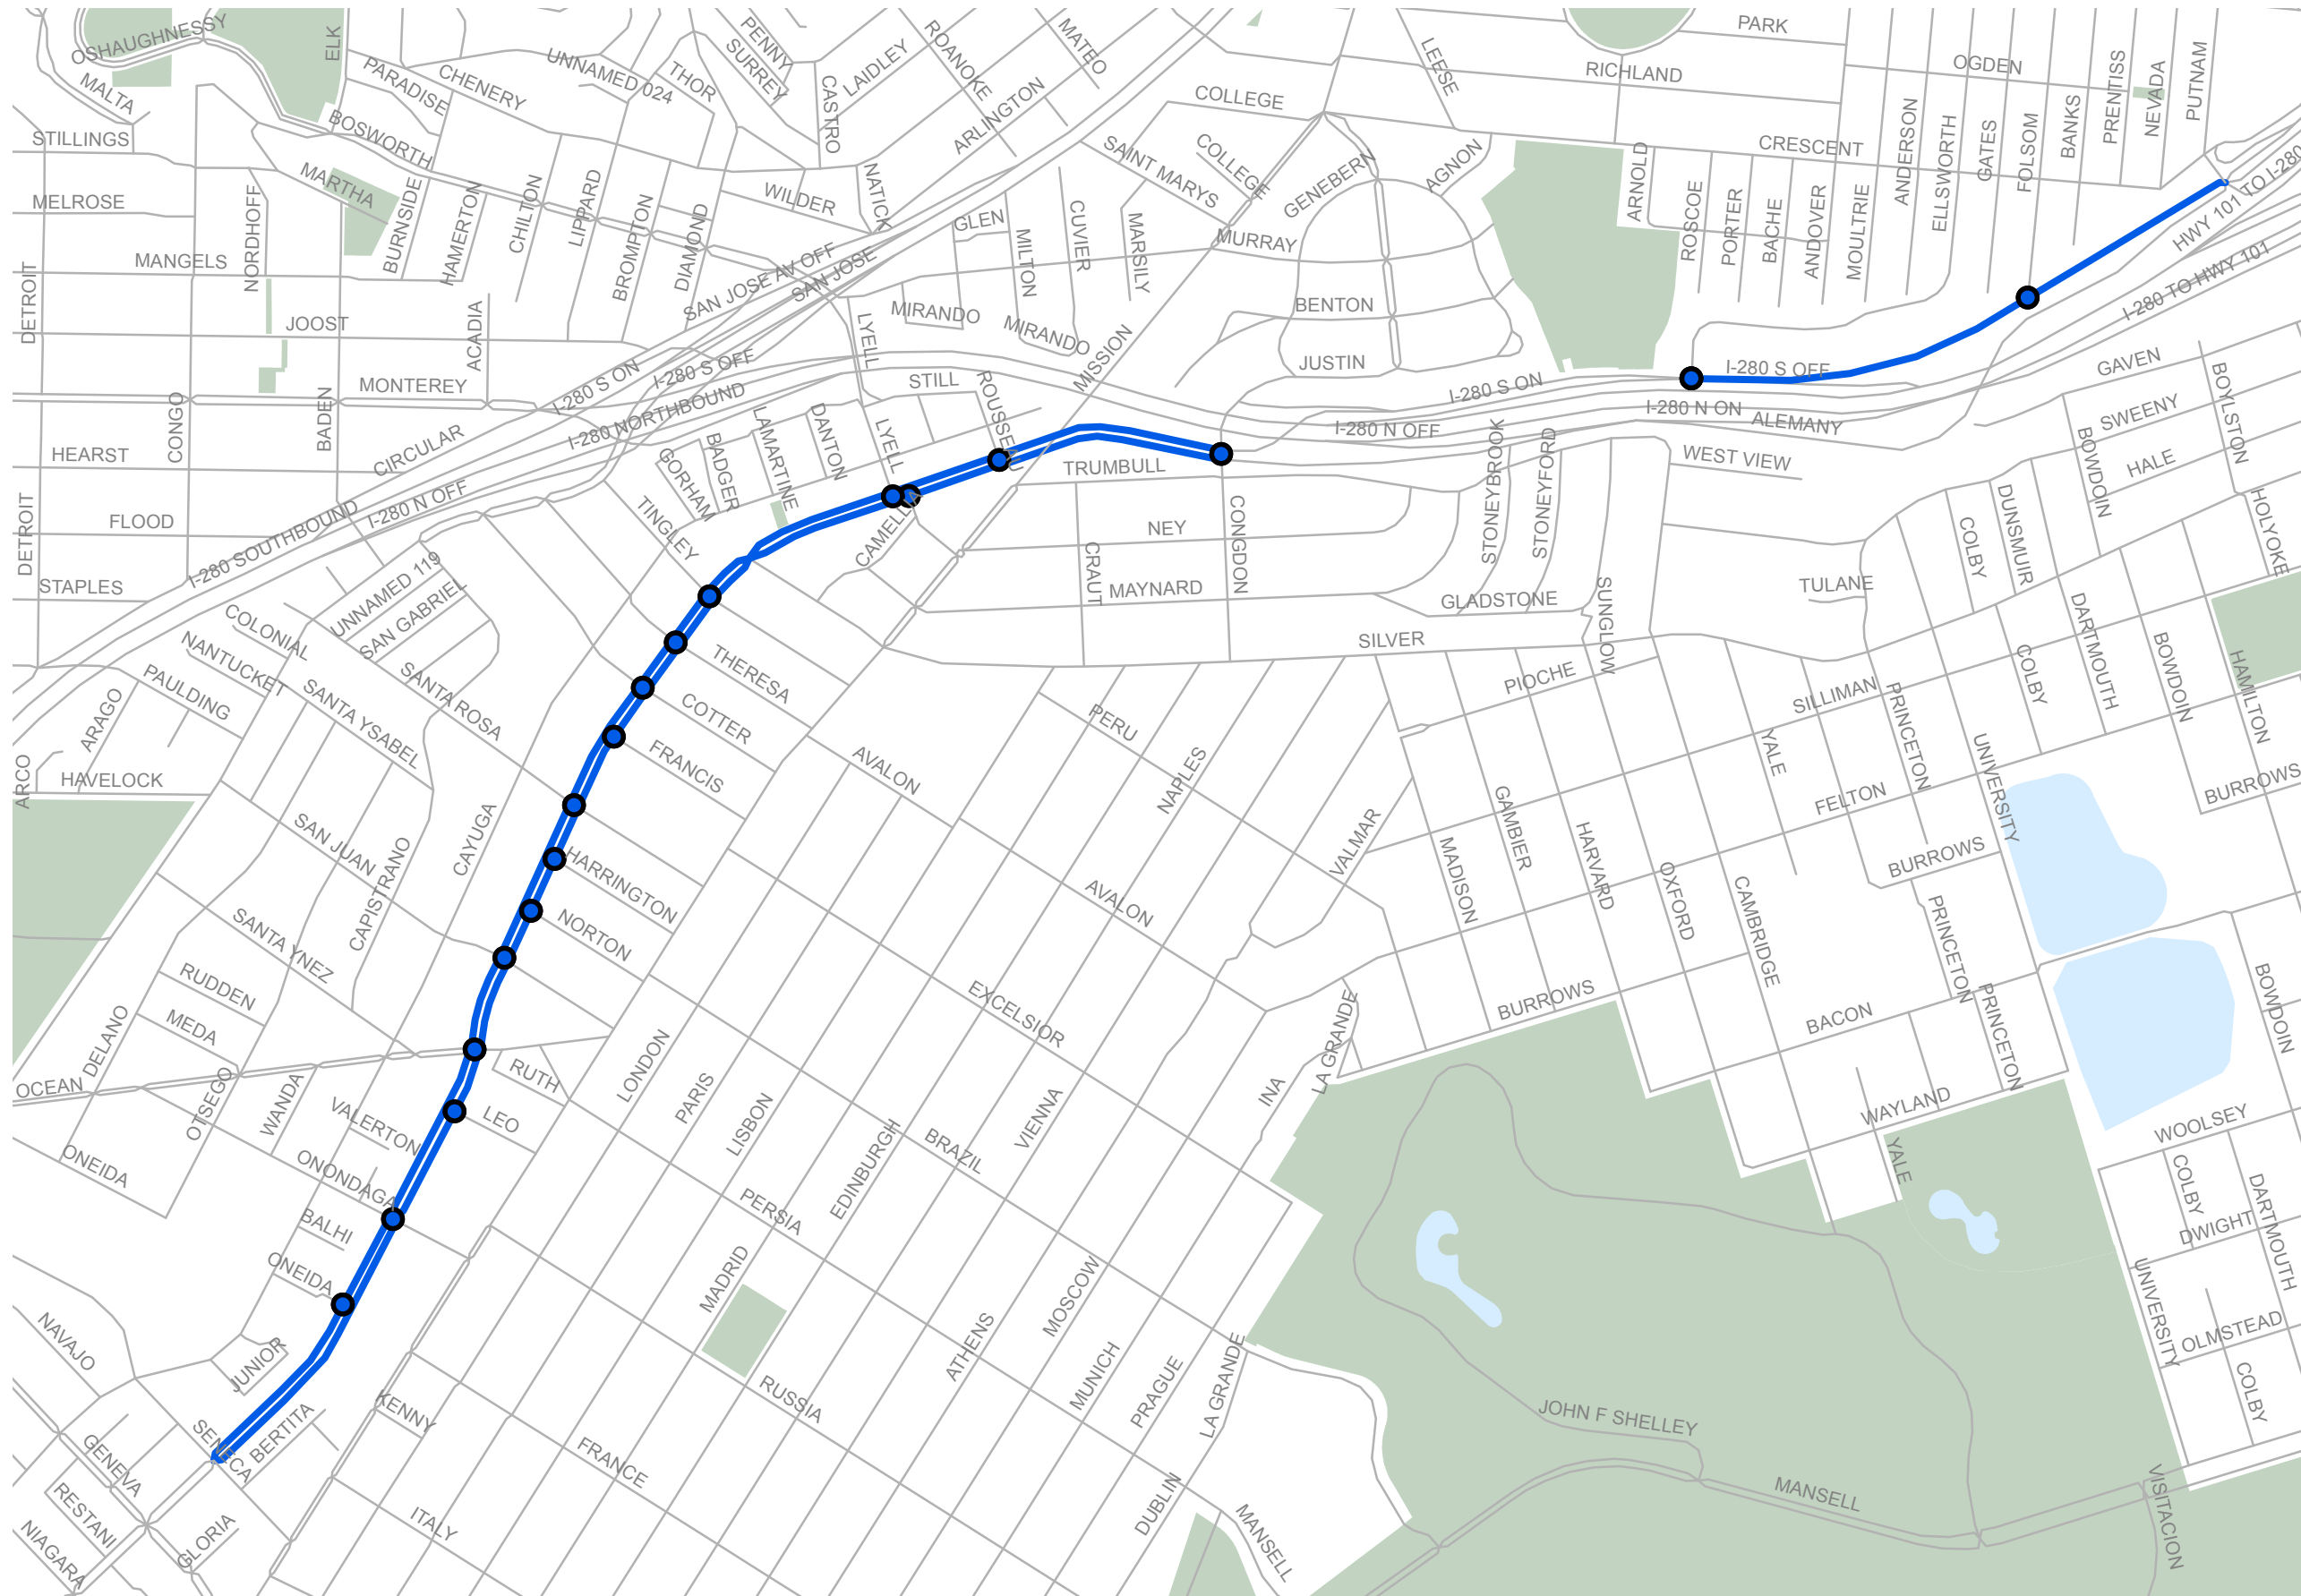 OSHAUGHNESSY
ELK
PENNY
SURREY
ROANOKE
MATEO
LEESE
PARK
MALTA
PARADISE
CHENERY
UNNAMED 024
THOR
CASTRO
LAIDLEY
ARLINGTON
COLLEGE
RICHLAND
OGDEN
PRENTISS
NEVADA
PUTNAM
STILLINGS
BOSWORTH
MARTHA
WILDER
NATICK
SAINT MARYS
COLLEGE
GENEBERN
AGNON
ARNOLD
CRESCENT
ANDERSON
ELLSWORTH
GATES
FOLSOM
BANKS
MELROSE
NORDHOFF
BURNSIDE
HAMERTON
CHILTON
LIPPARD
BROMPTON
DIAMOND
GLEN
MILTON
CUVIER
MARSILY
MURRAY
ROSCOE
PORTER
BACHE
ANDOVER
MOULTRIE
HWY 101 TO I-280
I-280 TO HWY 101
MANGELS
DETROIT
JOOST
ACADIA
SAN JOSE AV OFF
SAN JOSE
LYELL
MIRANDO
MIRANDO
MISSION
BENTON
JUSTIN
MONTEREY
I-280 S ON
I-280 S OFF
I-280 NORTHBOUND
STILL
ROUSSEAU
I-280 S ON
I-280 S OFF
I-280 N ON
I-280 N OFF
ALEMANY
GAVEN
SWEENY
HALE
BOYLSTON
BOWDOIN
HOLYOKE
CONGO
BADEN
HEARST
CIRCULAR
GORHAM
BADGER
LAMARTINE
DANTON
LYELL
TRUMBULL
STONEYBROOK
STONEYFORD
WEST VIEW
FLOOD
DETROIT
I-280 SOUTHBOUND
I-280 N OFF
TINGLEY
CAMELLIA
NEY
CRAUT
CONGDON
MAYNARD
GLADSTONE
SUNGLOW
TULANE
COLBY
DUNSMUIR
STAPLES
UNNAMED 119
SAN GABRIEL
COLONIAL
NANTUCKET
PAULDING
SANTA ROSA
SANTA YSABEL
THERESA
COTTER
FRANCIS
SILVER
PIOCHE
SILLIMAN
DARTMOUTH
BOWDOIN
COLBY
HAMILTON
ARAGO
ARCO
HAVELOCK
AVALON
PERU
NAPLES
VALMAR
YALE
PRINCETON
UNIVERSITY
FELTON
BURROWS
BURROWS
CAYUGA
SAN JUAN
CAPISTRANO
HARRINGTON
NORTON
AVALON
MADISON
GAMBIER
HARVARD
OXFORD
CAMBRIDGE
PRINCETON
SANTA YNEZ
RUDDEN
MEDA
DELANO
OCEAN
OTSEGO
WANDA
VALERTON
RUTH
LEO
LONDON
PARIS
LISBON
EXCELSIOR
LA GRANDE
INA
BURROWS
BACON
PRINCETON
WAYLAND
BOWDOIN
ONEIDA
ONONDAGA
BALHI
ONEIDA
PERSIA
EDINBURGH
BRAZIL
VIENNA
YALE
WOOLSEY
COLBY
DWIGHT
DARTMOUTH
NAVAJO
JUNIOR
MADRID
MOSCOW
ATHENS
MUNICH
PRAGUE
LA GRANDE
UNIVERSITY
OLMSTEAD
COLBY
GENEVA
SENECA
BERTITA
KENNY
RUSSIA
JOHN F SHELLEY
RESTANI
NIAGARA
GLORIA
FRANCE
ITALY
DUBLIN
MANSELL
MANSELL
VISITACION